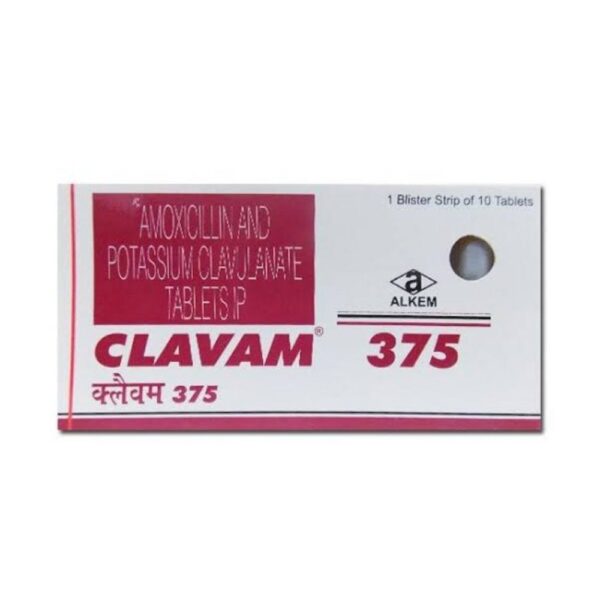 1 Blister Strip of 10 Tablets
℞ AMOXICILLIN AND
POTASSIUM CLAVULANATE
TABLETS IP
a
ALKEM
CLAVAM® 375
क्लैवम 375